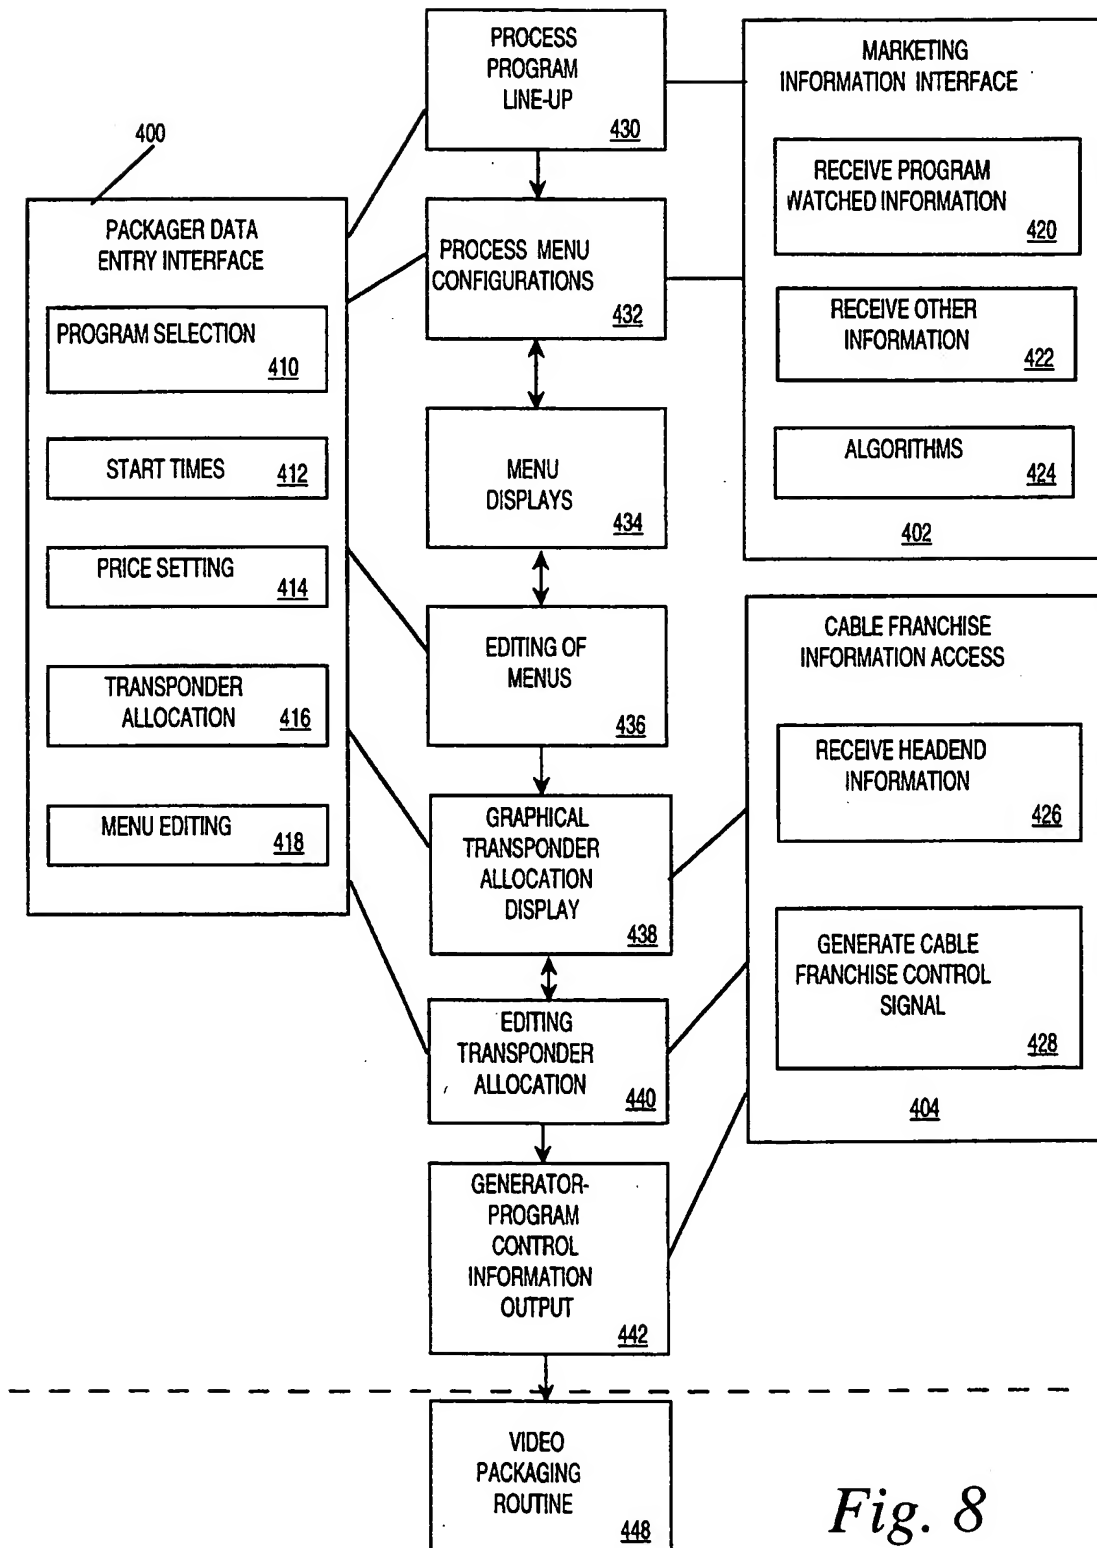 400
PACKAGER DATA
ENTRY INTERFACE
PROGRAM SELECTION
410
START TIMES
412
PRICE SETTING
414
TRANSPONDER
ALLOCATION
416
MENU EDITING
418
PROCESS
PROGRAM
LINE-UP
430
PROCESS MENU
CONFIGURATIONS
432
MENU
DISPLAYS
434
EDITING OF
MENUS
436
GRAPHICAL
TRANSPONDER
ALLOCATION
DISPLAY
438
EDITING
TRANSPONDER
ALLOCATION
440
GENERATOR-
PROGRAM
CONTROL
INFORMATION
OUTPUT
442
VIDEO
PACKAGING
ROUTINE
448
MARKETING
INFORMATION INTERFACE
RECEIVE PROGRAM
WATCHED INFORMATION
420
RECEIVE OTHER
INFORMATION
422
ALGORITHMS
424
402
CABLE FRANCHISE
INFORMATION ACCESS
RECEIVE HEADEND
INFORMATION
426
GENERATE CABLE
FRANCHISE CONTROL
SIGNAL
428
404
Fig. 8